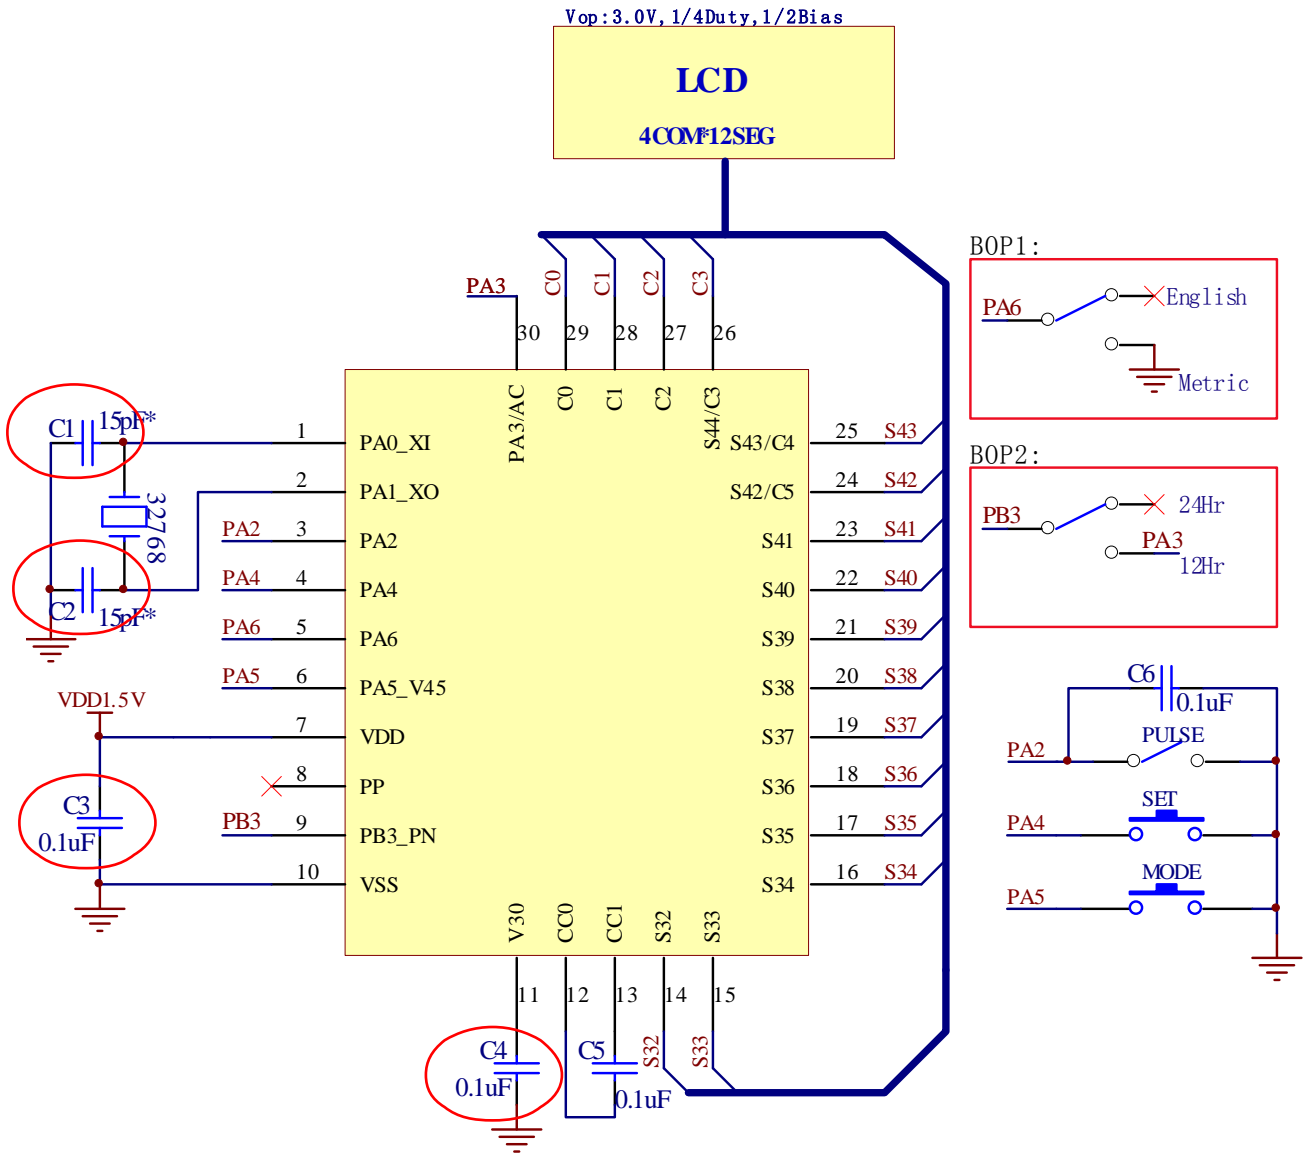 Vop:3.0V,1/4Duty,1/2Bias
LCD
4COM*12SEG
BOP1:
PA6
English
Metric
BOP2:
PB3
24Hr
PA3
12Hr
PA3
C0
C1
C2
C3
30
29
28
27
26
PA3/AC
C0
C1
C2
S44/C3
C1
15pF*
32768
C2
15pF*
1
PA0_XI
2
PA1_XO
PA2
3
PA2
PA4
4
PA4
PA6
5
PA6
PA5
6
PA5_V45
VDD1.5V
7
VDD
8
PP
C3
0.1uF
PB3
9
PB3_PN
10
VSS
S43/C4
25
S43
S42/C5
24
S42
S41
23
S41
S40
22
S40
S39
21
S39
S38
20
S38
S37
19
S37
S36
18
S36
S35
17
S35
S34
16
S34
V30
CC0
CC1
S32
S33
11
12
13
14
15
C4
0.1uF
C5
0.1uF
S32
S33
C6
0.1uF
PA2
PULSE
SET
PA4
MODE
PA5